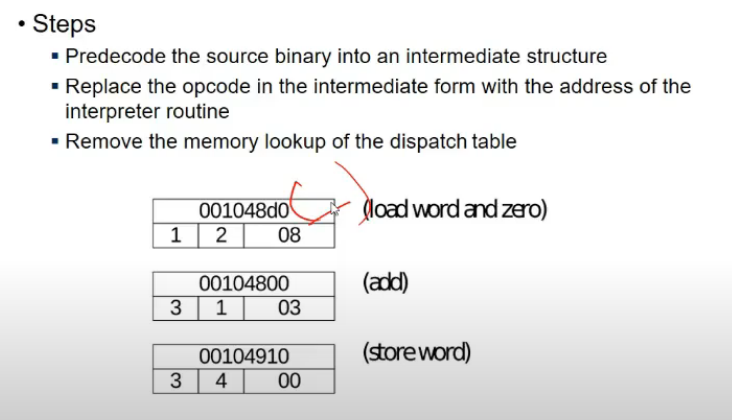 • Steps
▪ Predecode the source binary into an intermediate structure
▪ Replace the opcode in the intermediate form with the address of the
interpreter routine
▪ Remove the memory lookup of the dispatch table
001048d0 (load word and zero)
1 2 08
00104800 (add)
3 1 03
00104910 (store word)
3 4 00